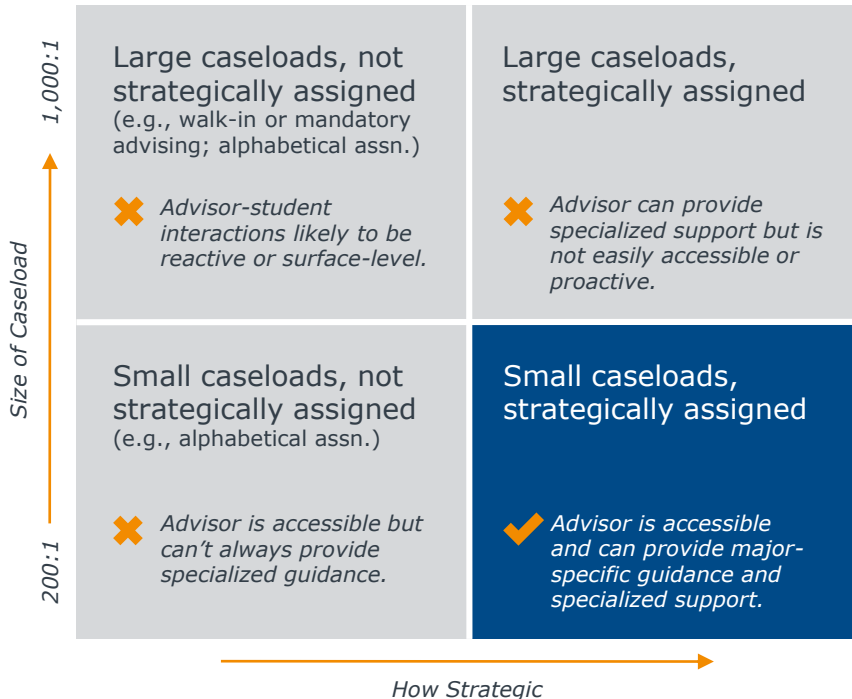 1,000:1
Size of Caseload
200:1
Large caseloads, not
strategically assigned
(e.g., walk-in or mandatory
advising; alphabetical assn.)
Advisor-student
interactions likely to be
reactive or surface-level.
Large caseloads,
strategically assigned
Advisor can provide
specialized support but is
not easily accessible or
proactive.
Small caseloads, not
strategically assigned
(e.g., alphabetical assn.)
Advisor is accessible but
can’t always provide
specialized guidance.
Small caseloads,
strategically assigned
Advisor is accessible
and can provide major-
specific guidance and
specialized support.
How Strategic